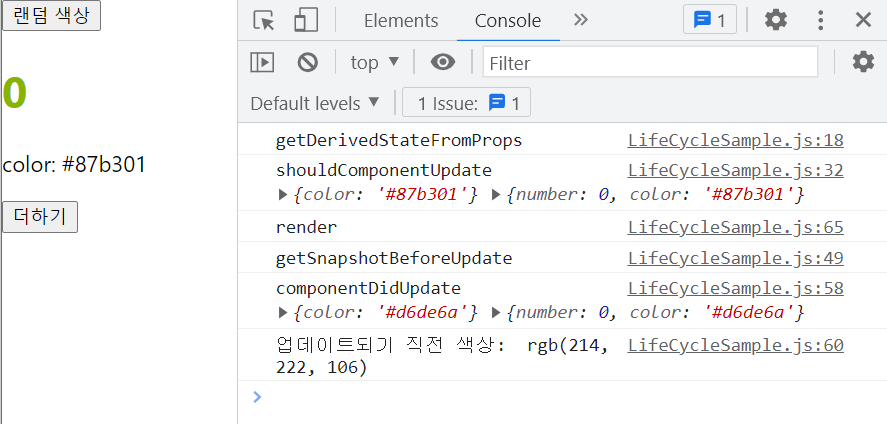 랜덤 색상
0
color: #87b301
더하기
Elements Console 1
top Filter
Default levels 1 Issue: 1
getDerivedStateFromProps LifeCycleSample.js:18
shouldComponentUpdate LifeCycleSample.js:32
{color: '#87b301'} {number: 0, color: '#87b301'}
render LifeCycleSample.js:65
getSnapshotBeforeUpdate LifeCycleSample.js:49
componentDidUpdate LifeCycleSample.js:58
{color: '#d6de6a'} {number: 0, color: '#d6de6a'}
업데이트되기 직전 색상: rgb(214, LifeCycleSample.js:60
222, 106)